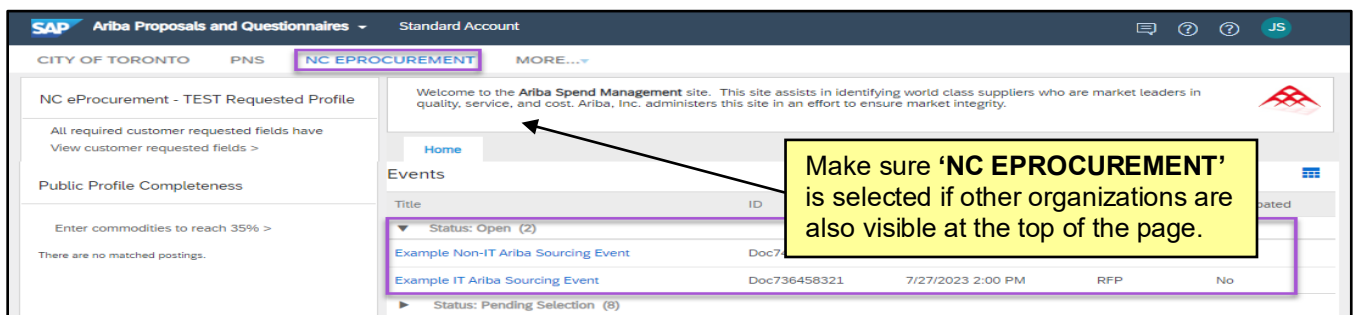 SAP Ariba Proposals and Questionnaires Standard Account JS
CITY OF TORONTO PNS NC EPROCUREMENT MORE...
NC eProcurement - TEST Requested Profile
All required customer requested fields have
View customer requested fields >
Public Profile Completeness
Enter commodities to reach 35% >
There are no matched postings.
Welcome to the Ariba Spend Management site. This site assists in identifying world class suppliers who are market leaders in
quality, service, and cost. Ariba, Inc. administers this site in an effort to ensure market integrity.
Home
Events
Title ID
Status: Open (2)
Example Non-IT Ariba Sourcing Event
Example IT Ariba Sourcing Event Doc736458321 7/27/2023 2:00 PM RFP No
Status: Pending Selection (8)
Make sure ‘NC EPROCUREMENT’
is selected if other organizations are
also visible at the top of the page.